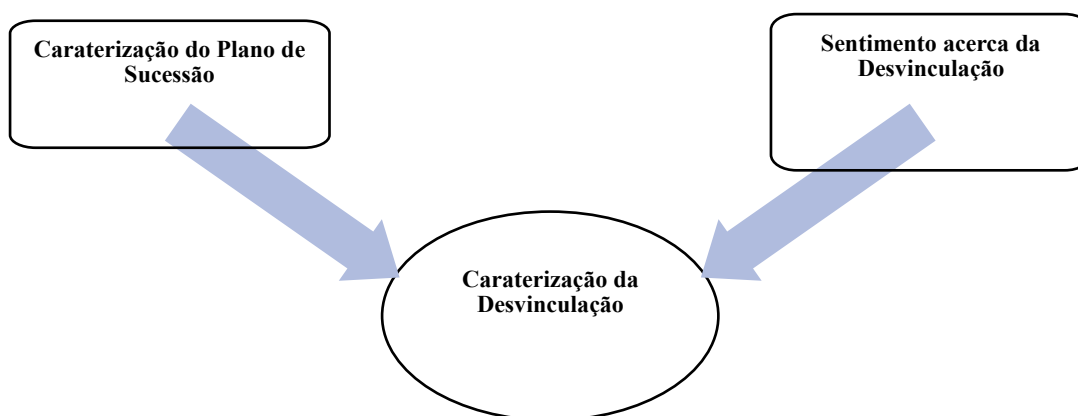 Caraterização do Plano de
Sucessão
Sentimento acerca da
Desvinculação
Caraterização da
Desvinculação